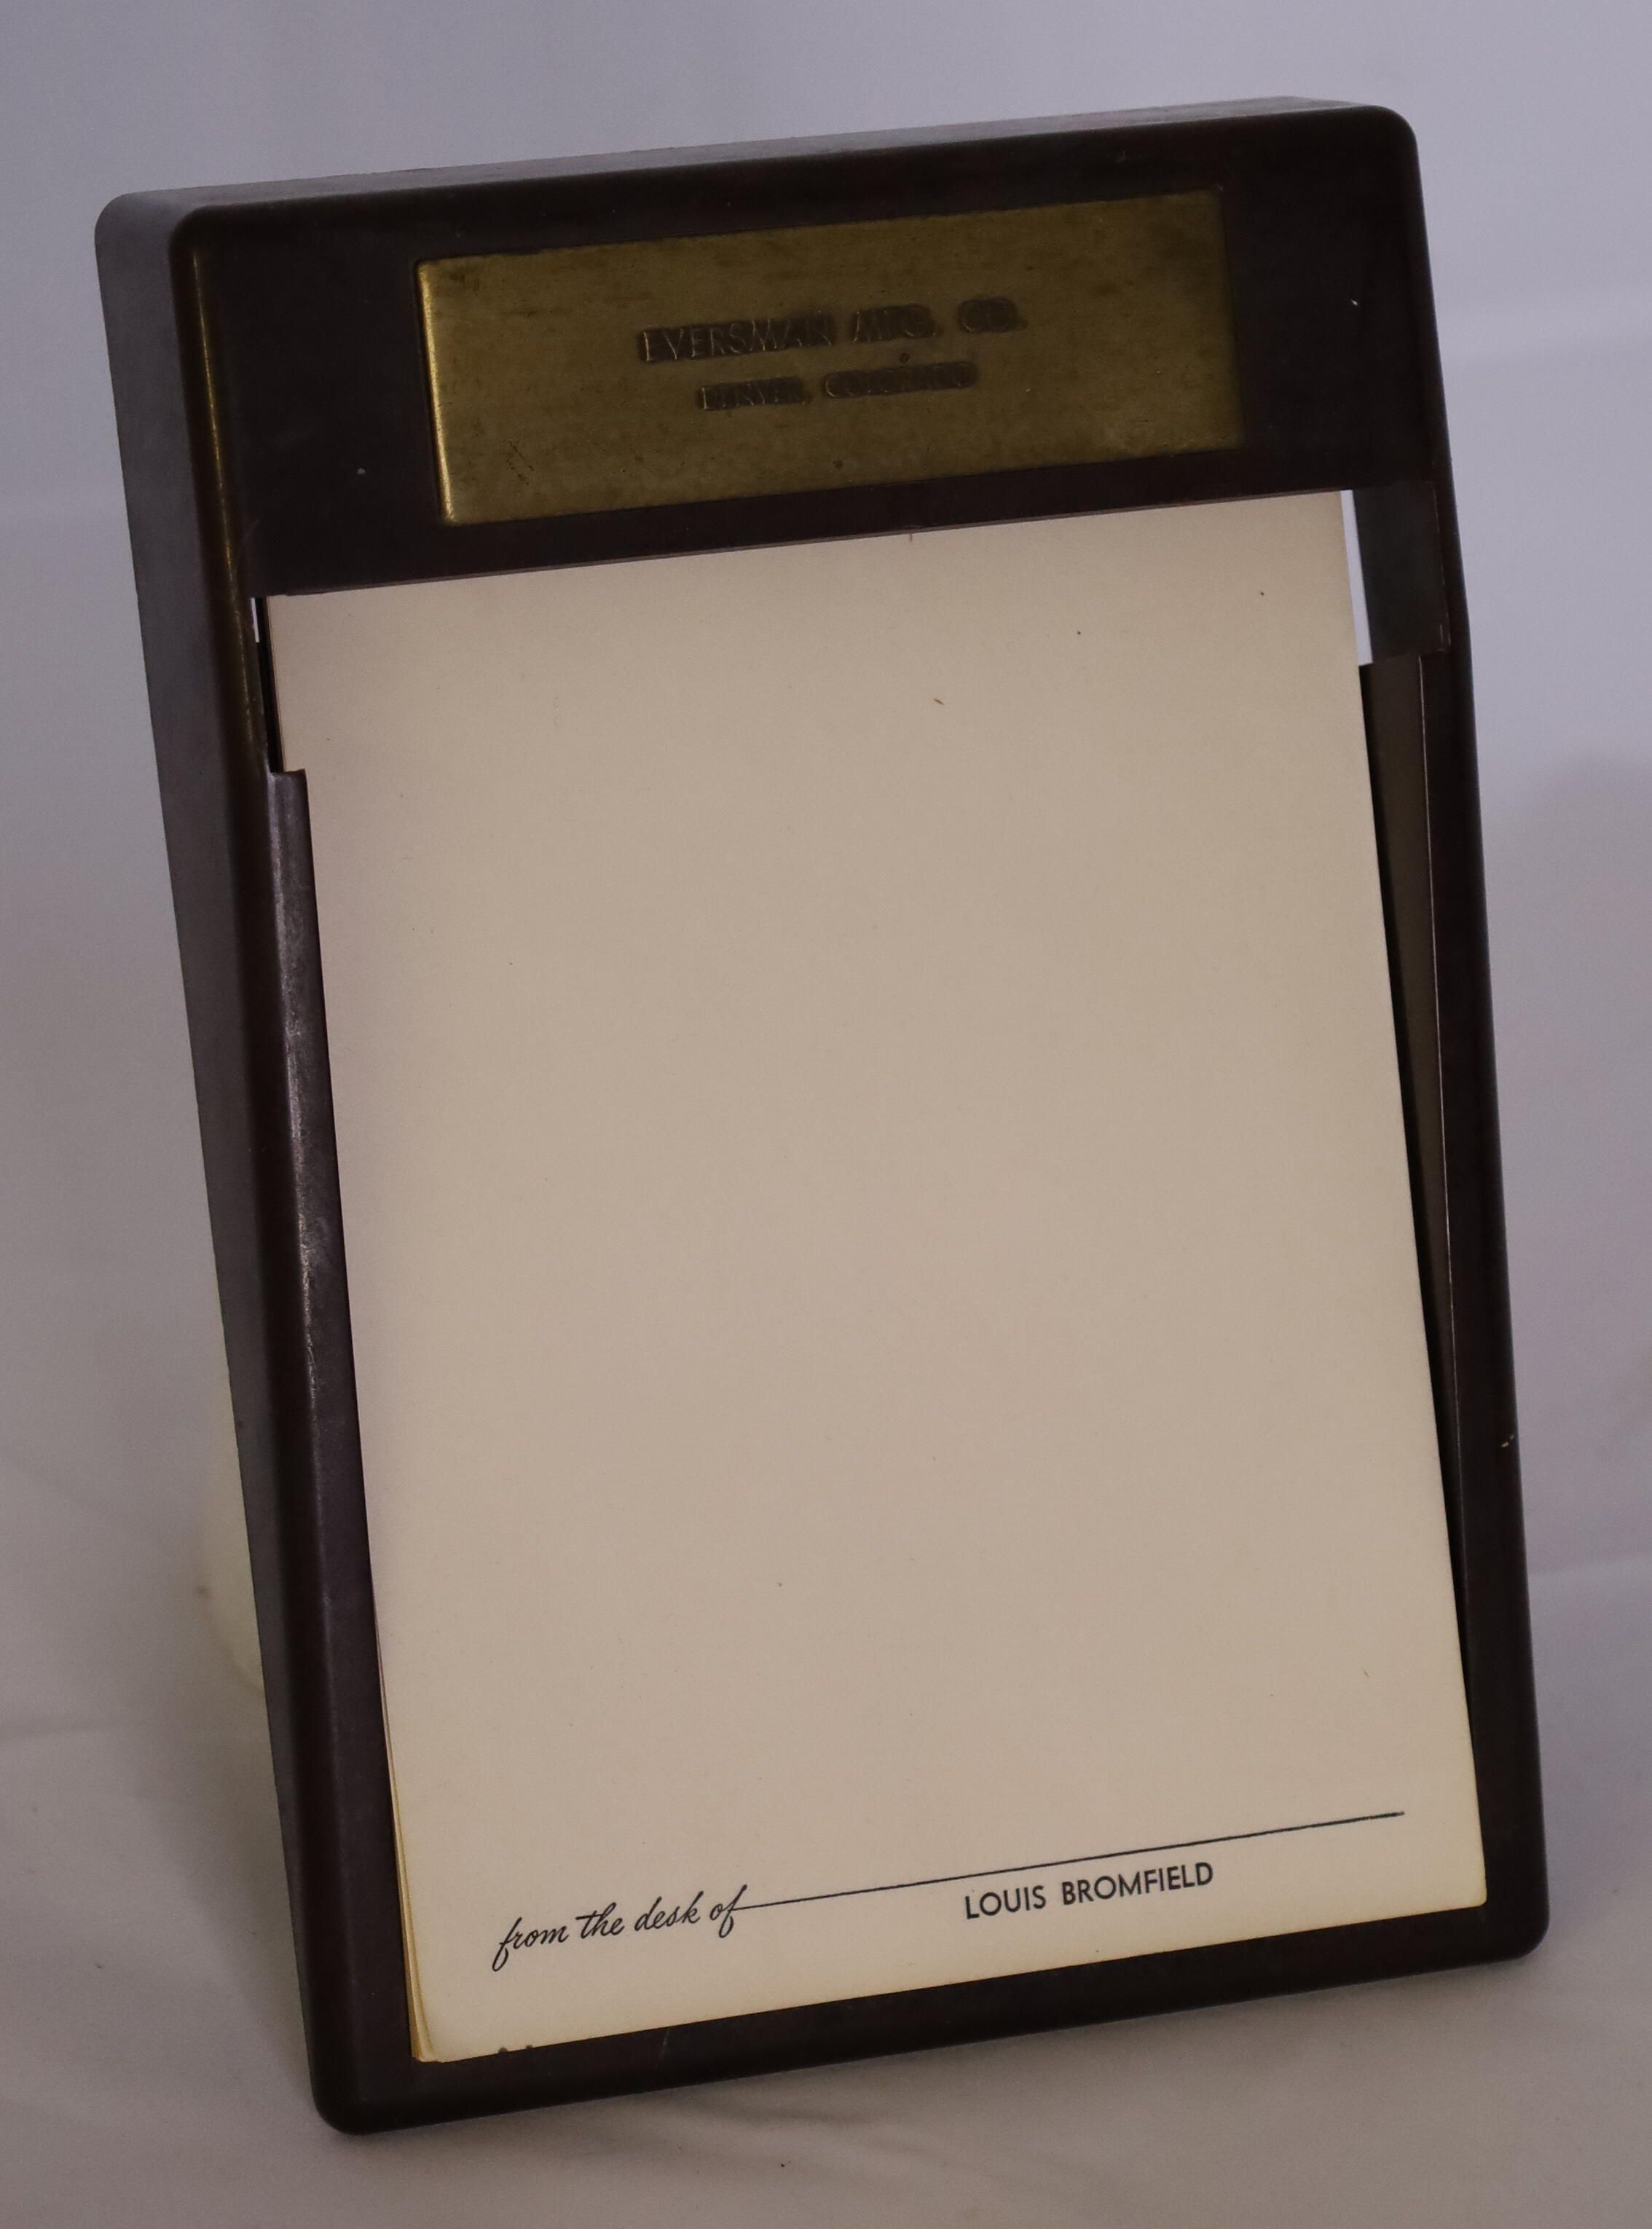 EVERSMAN MFG. CO.
DENVER, COLORADO
from the desk of
LOUIS BROMFIELD